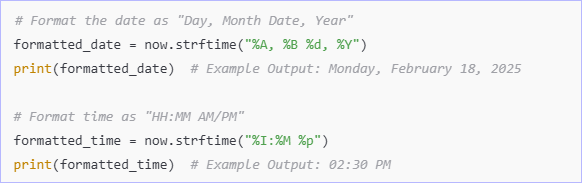 # Format the date as "Day, Month Date, Year"
formatted_date = now.strftime("%A, %B %d, %Y")
print(formatted_date)  # Example Output: Monday, February 18, 2025
# Format time as "HH:MM AM/PM"
formatted_time = now.strftime("%I:%M %p")
print(formatted_time)  # Example Output: 02:30 PM